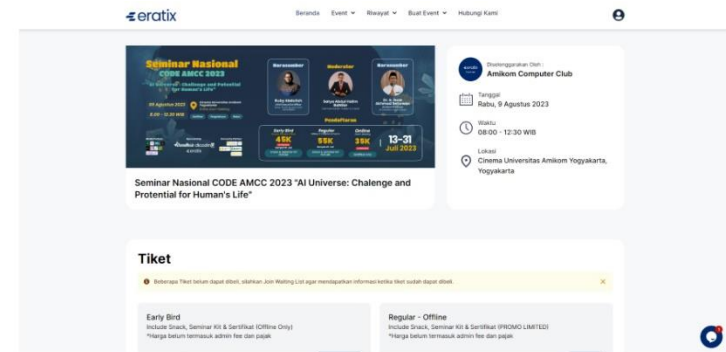 eratix
Beranda Event Riwayat Buat Event Hubungi Kami
Seminar Nasional
CODE AMCC 2023
Narasumber
Moderator
Narasumber
Pendaftaran
Early Bird
45K
Regular
55K
Online
35K
13-31
Juli 2023
Seminar Nasional CODE AMCC 2023 "AI Universe: Chalenge and
Protential for Human's Life"
Diselenggarakan Oleh :
Amikom Computer Club
Tanggal
Rabu, 9 Agustus 2023
Waktu
08:00 - 12:30 WIB
Lokasi
Cinema Universitas Amikom Yogyakarta,
Yogyakarta
Tiket
Beberapa Tiket belum dapat dibeli, silahkan Join Waiting List agar mendapatkan informasi ketika tiket sudah dapat dibeli.
Early Bird
Include Snack, Seminar Kit & Sertifikat (Offline Only)
*Harga belum termasuk admin fee dan pajak
Regular - Offline
Include Snack, Seminar Kit & Sertifikat (PROMO LIMITED)
*Harga belum termasuk admin fee dan pajak